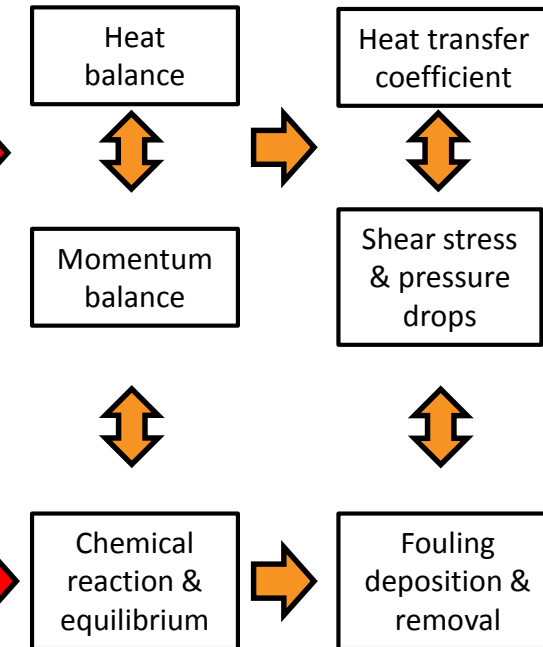 Heat
balance
Heat transfer
coefficient
Momentum
balance
Shear stress
& pressure
drops
Chemical
reaction &
equilibrium
Fouling
deposition &
removal